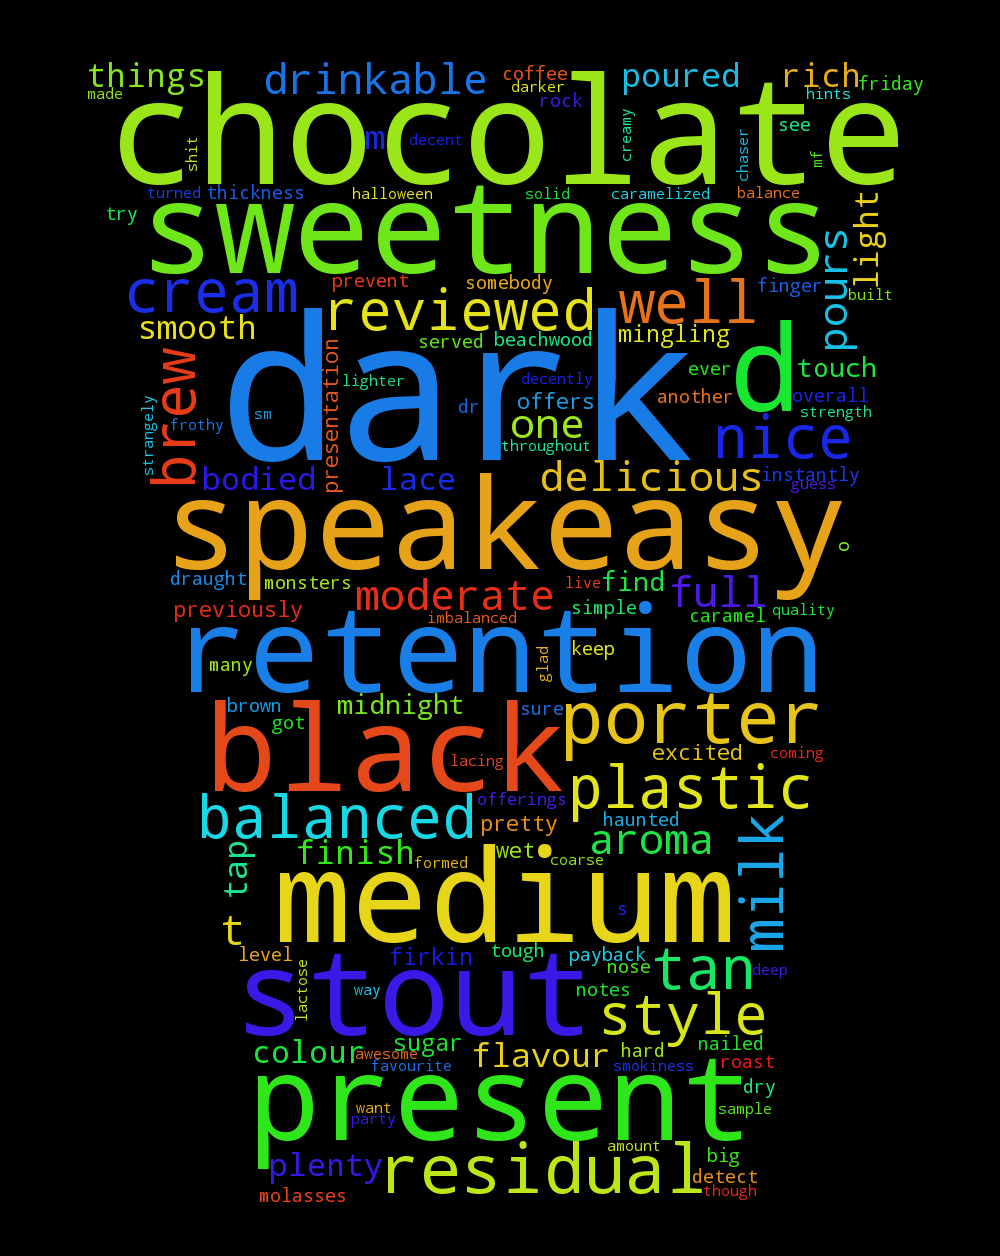 things drinkable coffee poured rich friday
made darker rock hints
chocolate
shit m decent creamy chaser see mf
turned thickness halloween solid caramelized balance
try sweetness light
cream prevent somebody finger pours built
smooth reviewed well
served beachwood mingling
brew dark d
presentation lighter decently ever touch
strangely frothy sm dr offers another overall
one strength
throughout nice
bodied lace delicious instantly
guess
speakeasy o
draught monsters moderate live find full
previously imbalanced simple caramel quality
retention
many glad keep
brown midnight sure porter
got black excited coming
lacing plastic
balanced offerings pretty haunted milk
tap finish wet aroma
formed coarse
medium
t s
level firkin tough payback nose tan deep
lactose way notes
stout style
colour sugar flavour hard nailed
awesome favourite smokiness roast
present dry
want party sample
amount
plenty residual big
detect
molasses though